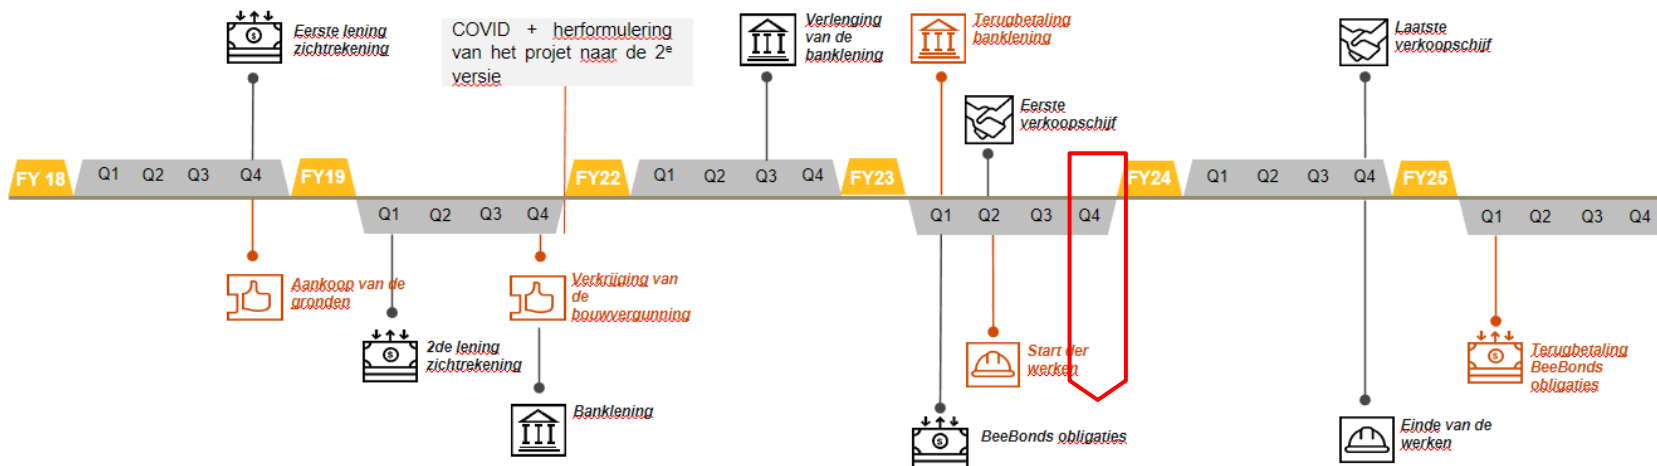 Eerste lening
zichtrekening
COVID + herformulering
van het projet naar de 2e
versie
Verlenging
van de
banklening
Terugbetaling
banklening
Eerste
verkoopschijf
Laatste
verkoopschijf
FY 18
Q1
Q2
Q3
Q4
FY19
FY22
Q1
Q2
Q3
Q4
FY23
FY24
Q1
Q2
Q3
Q4
FY25
Q1
Q2
Q3
Q4
Q1
Q2
Q3
Q4
Q1
Q2
Q3
Q4
Aankoop van de
gronden
Verkrijging van
de
bouwvergunning
2de lening
zichtrekening
Banklening
Start der
werken
BeeBonds obligaties
Einde van de
werken
Terugbetaling
BeeBonds
obligaties